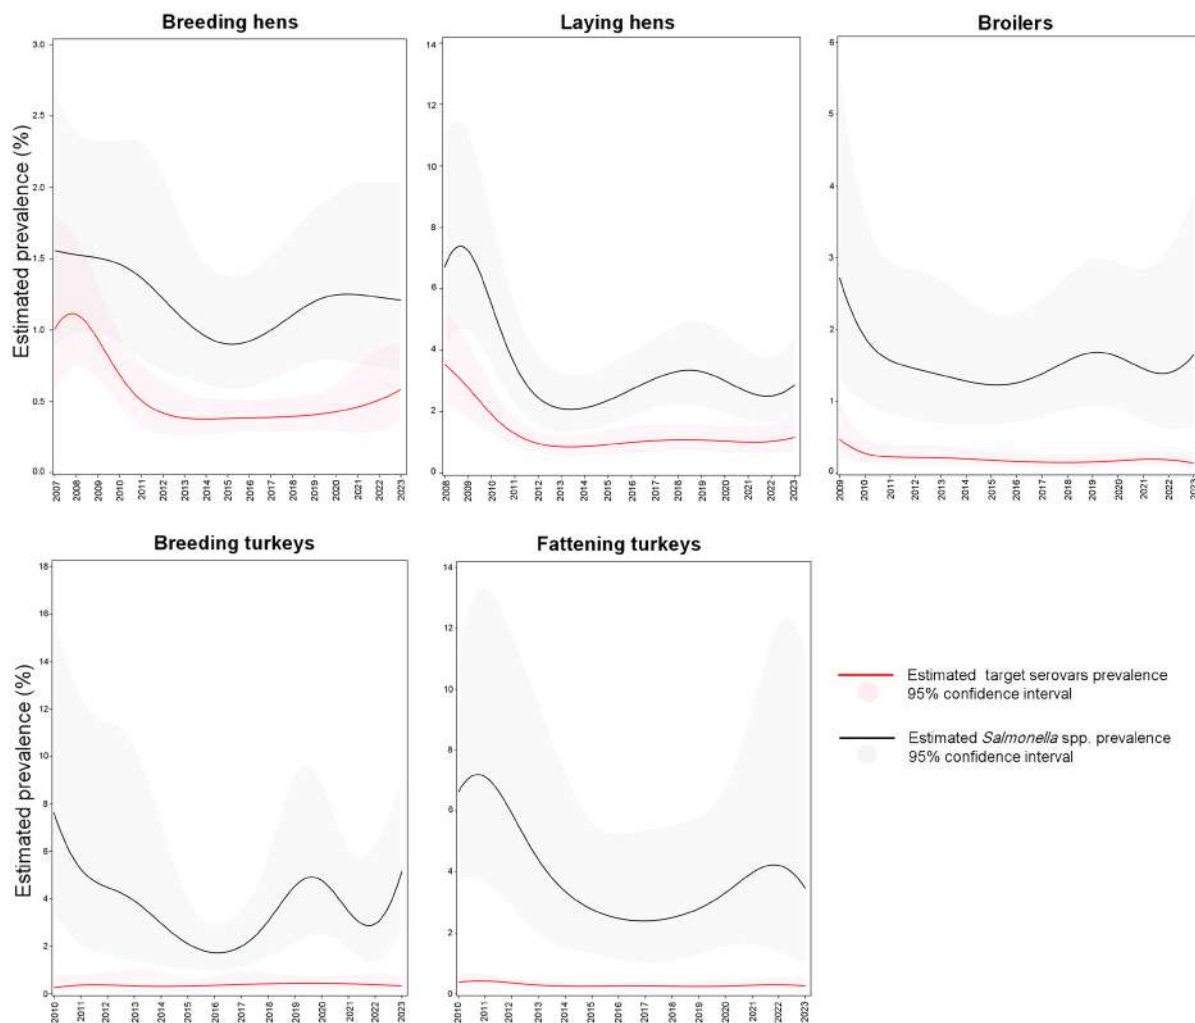 Breeding hens
Laying hens
Broilers
Estimated prevalence (%)
3.0
2.5
2.0
1.5
1.0
0.5
0.0
2007 2008 2009 2010 2011 2012 2013 2014 2015 2016 2017 2018 2019 2020 2021 2022 2023
14
12
10
8
6
4
2
0
2008 2009 2010 2011 2012 2013 2014 2015 2016 2017 2018 2019 2020 2021 2022 2023
6
5
4
3
2
1
0
2009 2010 2011 2012 2013 2014 2015 2016 2017 2018 2019 2020 2021 2022 2023
Breeding turkeys
Fattening turkeys
Estimated prevalence (%)
18
16
14
12
10
8
6
4
2
0
2010 2011 2012 2013 2014 2015 2016 2017 2018 2019 2020 2021 2022 2023
14
12
10
8
6
4
2
0
2010 2011 2012 2013 2014 2015 2016 2017 2018 2019 2020 2021 2022 2023
Estimated target serovars prevalence
95% confidence interval
Estimated Salmonella spp. prevalence
95% confidence interval